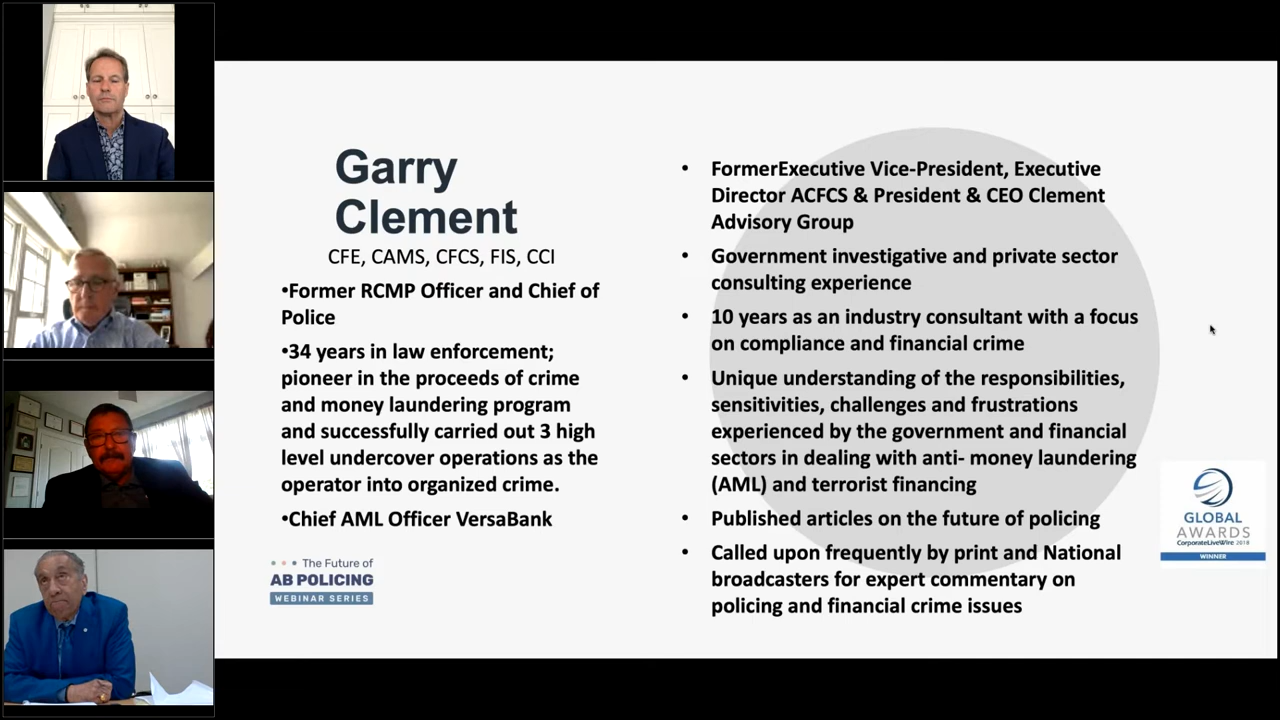 Garry
Clement
CFE, CAMS, CFCS, FIS, CCI
•Former RCMP Officer and Chief of
Police
•34 years in law enforcement;
pioneer in the proceeds of crime
and money laundering program
and successfully carried out 3 high
level undercover operations as the
operator into organized crime.
•Chief AML Officer VersaBank
The Future of
AB POLICING
WEBINAR SERIES
• FormerExecutive Vice-President, Executive
Director ACFCS & President & CEO Clement
Advisory Group
• Government investigative and private sector
consulting experience
• 10 years as an industry consultant with a focus
on compliance and financial crime
• Unique understanding of the responsibilities,
sensitivities, challenges and frustrations
experienced by the government and financial
sectors in dealing with anti- money laundering
(AML) and terrorist financing
• Published articles on the future of policing
• Called upon frequently by print and National
broadcasters for expert commentary on
policing and financial crime issues
GLOBAL
AWARDS
CorporateLiveWire 2018
WINNER